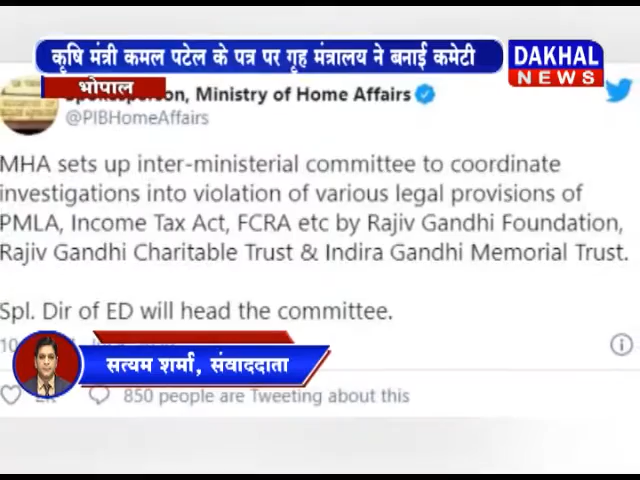 कृषि मंत्री कमल पटेल के पत्र पर गृह मंत्रालय ने बनाई कमेटी
DAKHAL
NEWS
भोपाल
Ministry of Home Affairs
@PIBHomeAffairs
MHA sets up inter-ministerial committee to coordinate
investigations into violation of various legal provisions of
PMLA, Income Tax Act, FCRA etc by Rajiv Gandhi Foundation,
Rajiv Gandhi Charitable Trust & Indira Gandhi Memorial Trust.
Spl. Dir of ED will head the committee.
सत्यम शर्मा, संवाददाता
850 people are Tweeting about this